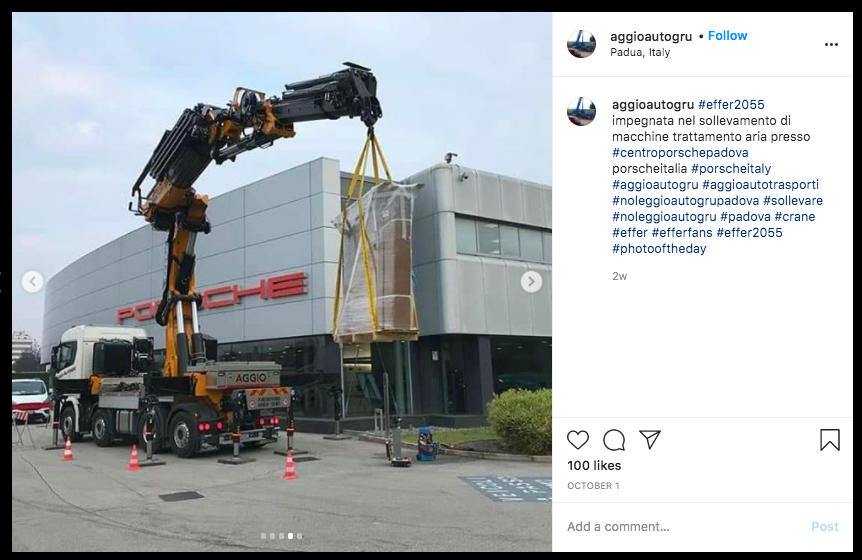 aggioautogru • Follow
Padua, Italy
aggioautogru #effer2055
impegnata nel sollevamento di
macchine trattamento aria presso
#centroporschepadova
porscheitalia #porscheitaly
#aggioautogru #aggioautotrasporti
#noleggioautogrupadova #sollevare
#noleggioautogru #padova #crane
#effer #efferfans #effer2055
#photooftheday
2w
PORSCHE
AGGIO
100 likes
OCTOBER 1
Add a comment...
Post